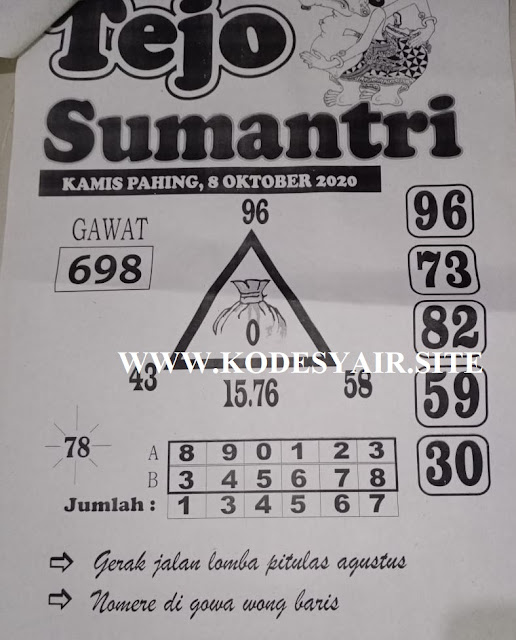 Tejo
Sumantri
KAMIS PAHING, 8 OKTOBER 2020
96
GAWAT
698
0
43
15.76
58
96
73
82
59
30
WWW.KODESYAIR.SITE
78
A 8 9 0 1 2 3
B 3 4 5 6 7 8
Jumlah : 1 3 4 5 6 7
Gerak jalan lomba pitulas agustus
Nomere di gowa wong baris